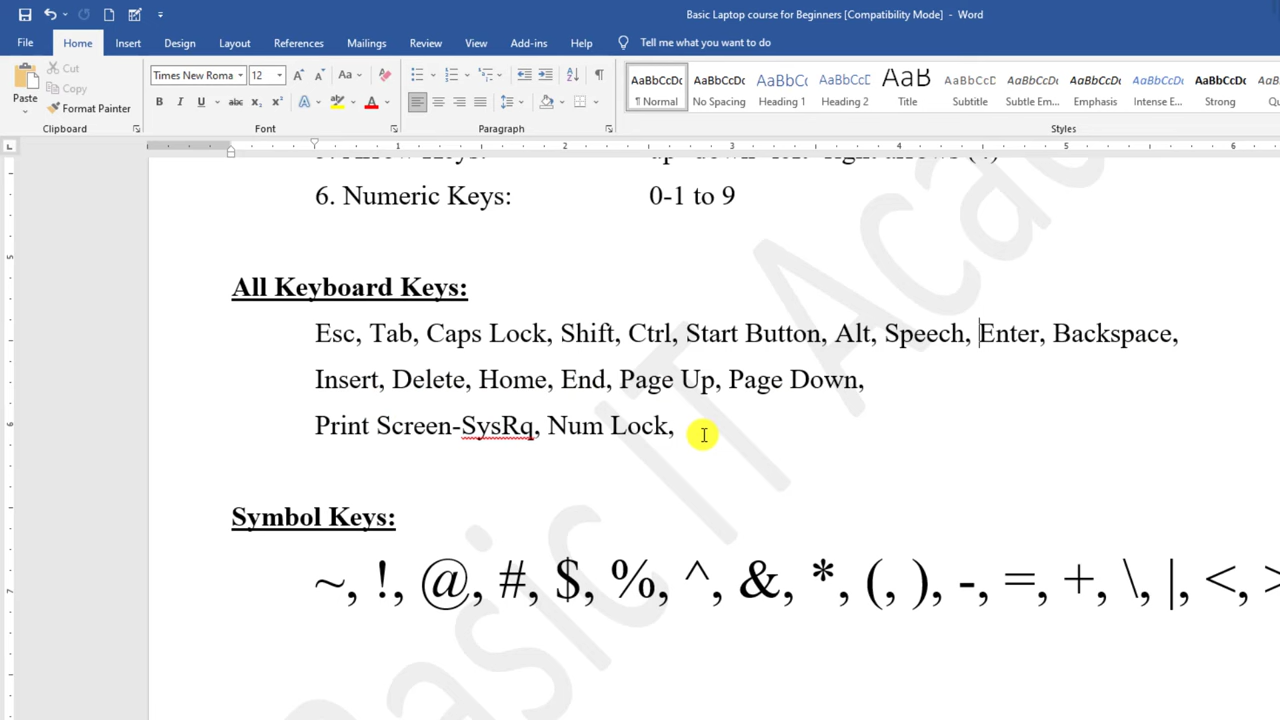 Basic Laptop course for Beginners [Compatibility Mode] - Word
File Home Insert Design Layout References Mailings Review View Add-ins Help Tell me what you want to do
Paste Cut Copy Format Painter
Times New Roma 12
AaBbCcDc AaBbCcDc AaBbCc AaBbCcC AaB AaBbCcC AaBbCcDc AaBbCcDc AaBbCcDc AaBbCcDc
¶ Normal No Spacing Heading 1 Heading 2 Title Subtitle Subtle Em... Emphasis Intense E... Strong
Clipboard Font Paragraph Styles
6. Numeric Keys: 0-1 to 9
All Keyboard Keys:
Esc, Tab, Caps Lock, Shift, Ctrl, Start Button, Alt, Speech, Enter, Backspace,
Insert, Delete, Home, End, Page Up, Page Down,
Print Screen-SysRq, Num Lock,
Symbol Keys:
~, !, @, #, $, %, ^, &, *, (, ), -, =, +, \, |, <, >
Basic IT Aca